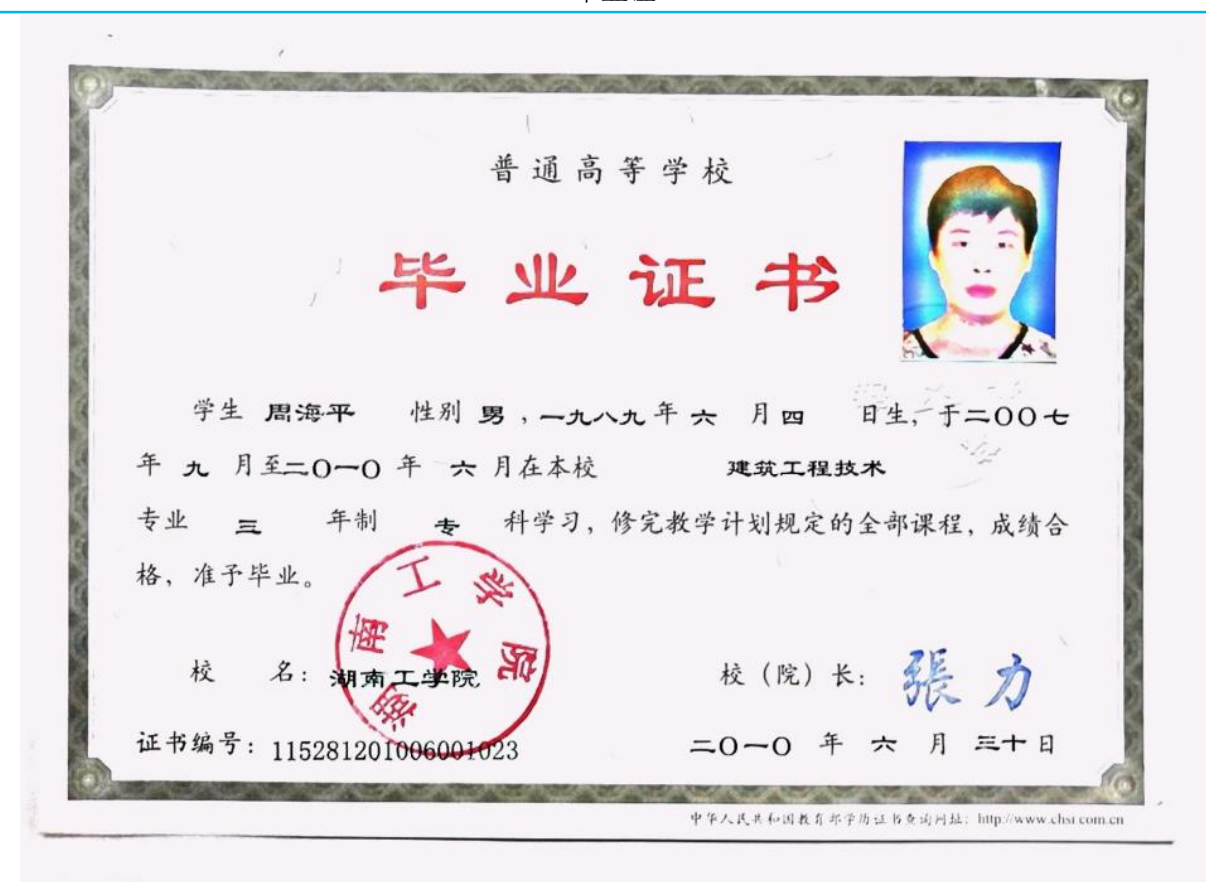 普通高等学校
毕业证书
学生 周海平 性别 男 , 一九八九 年 六 月 四 日生, 于二〇〇七
年 九 月至二〇一〇 年 六 月在本校 建筑工程技术
专业 三 年制 专 科学习, 修完教学计划规定的全部课程, 成绩合
格, 准予毕业。
湖南工学院
校 名: 湖南工学院 校(院)长: 張力
证书编号: 115281201006001023 二〇一〇 年 六 月 三十 日
中华人民共和国教育部学历证书查询网址: http://www.chsi.com.cn